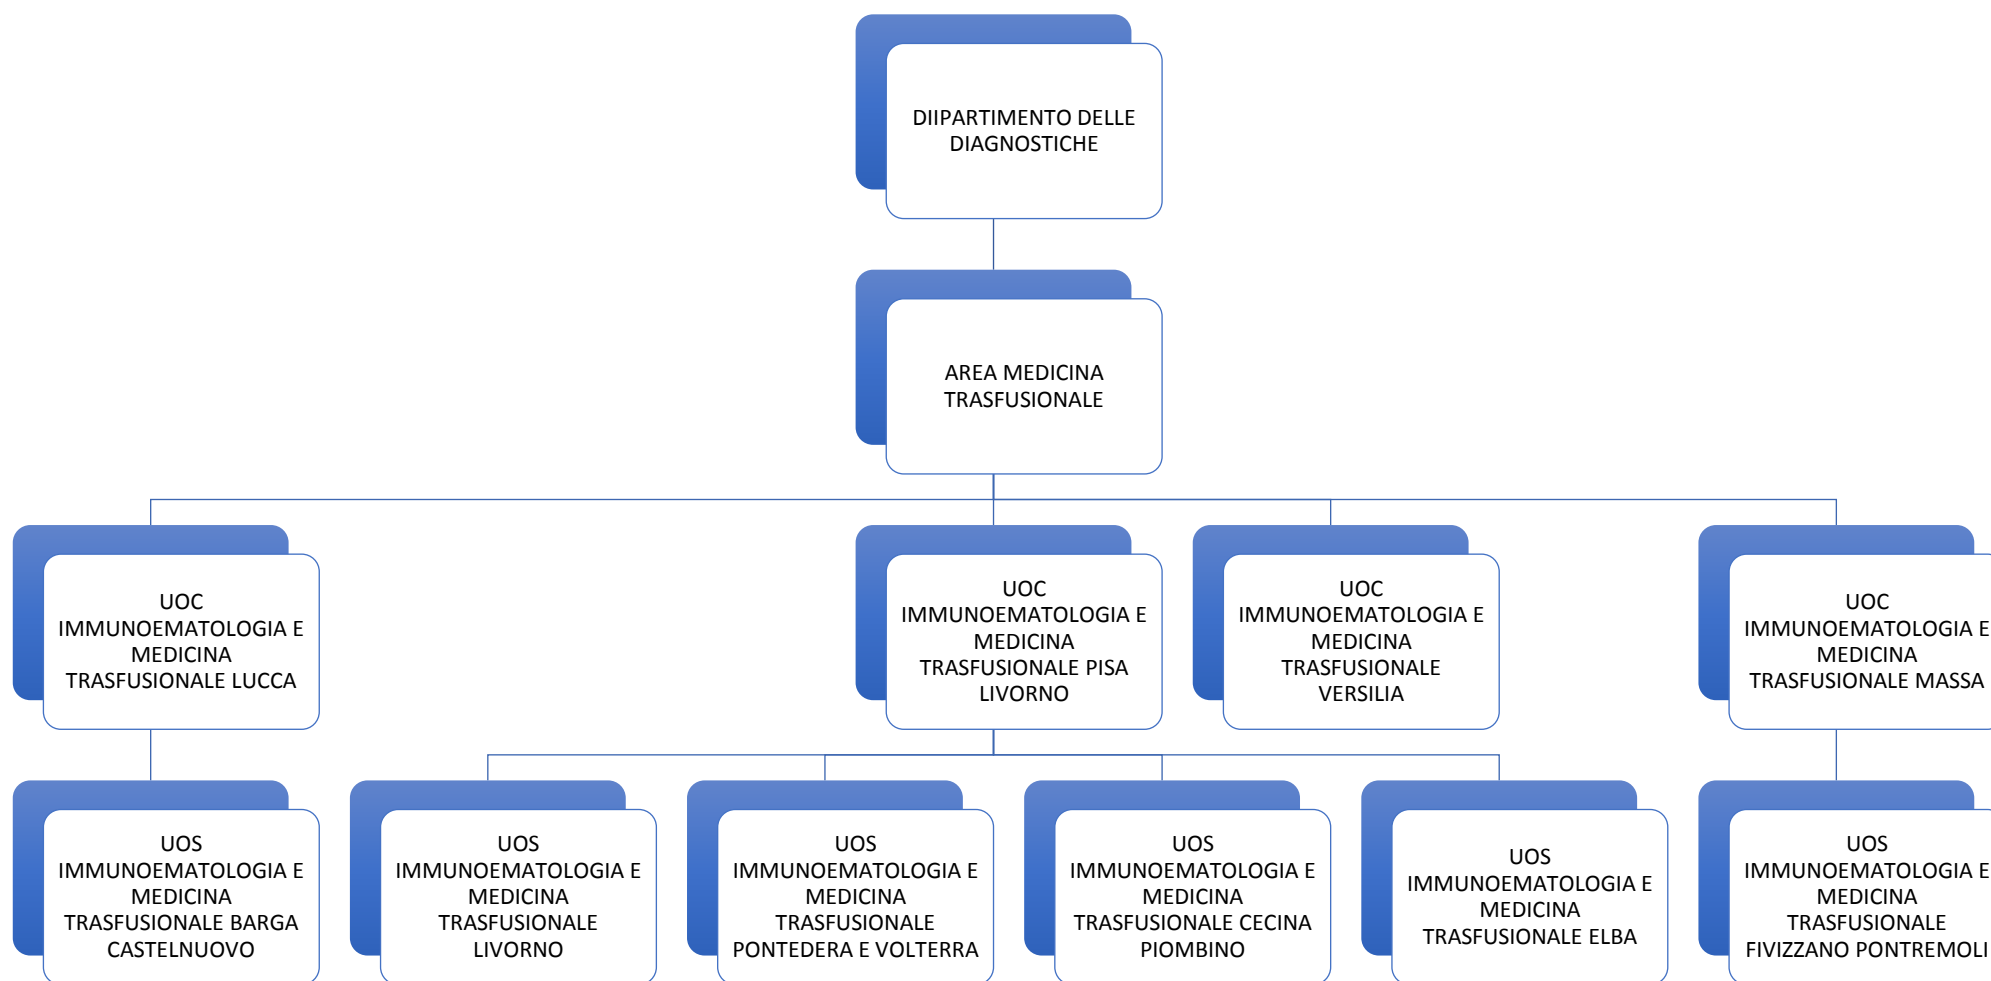 DIIPARTIMENTO DELLE
DIAGNOSTICHE
AREA MEDICINA
TRASFUSIONALE
UOC
IMMUNOEMATOLOGIA E
MEDICINA
TRASFUSIONALE LUCCA
UOC
IMMUNOEMATOLOGIA E
MEDICINA
TRASFUSIONALE PISA
LIVORNO
UOC
IMMUNOEMATOLOGIA E
MEDICINA
TRASFUSIONALE
VERSILIA
UOC
IMMUNOEMATOLOGIA E
MEDICINA
TRASFUSIONALE MASSA
UOS
IMMUNOEMATOLOGIA E
MEDICINA
TRASFUSIONALE BARGA
CASTELNUOVO
UOS
IMMUNOEMATOLOGIA E
MEDICINA
TRASFUSIONALE
LIVORNO
UOS
IMMUNOEMATOLOGIA E
MEDICINA
TRASFUSIONALE
PONTEDERA E VOLTERRA
UOS
IMMUNOEMATOLOGIA E
MEDICINA
TRASFUSIONALE CECINA
PIOMBINO
UOS
IMMUNOEMATOLOGIA E
MEDICINA
TRASFUSIONALE ELBA
UOS
IMMUNOEMATOLOGIA E
MEDICINA
TRASFUSIONALE
FIVIZZANO PONTREMOLI